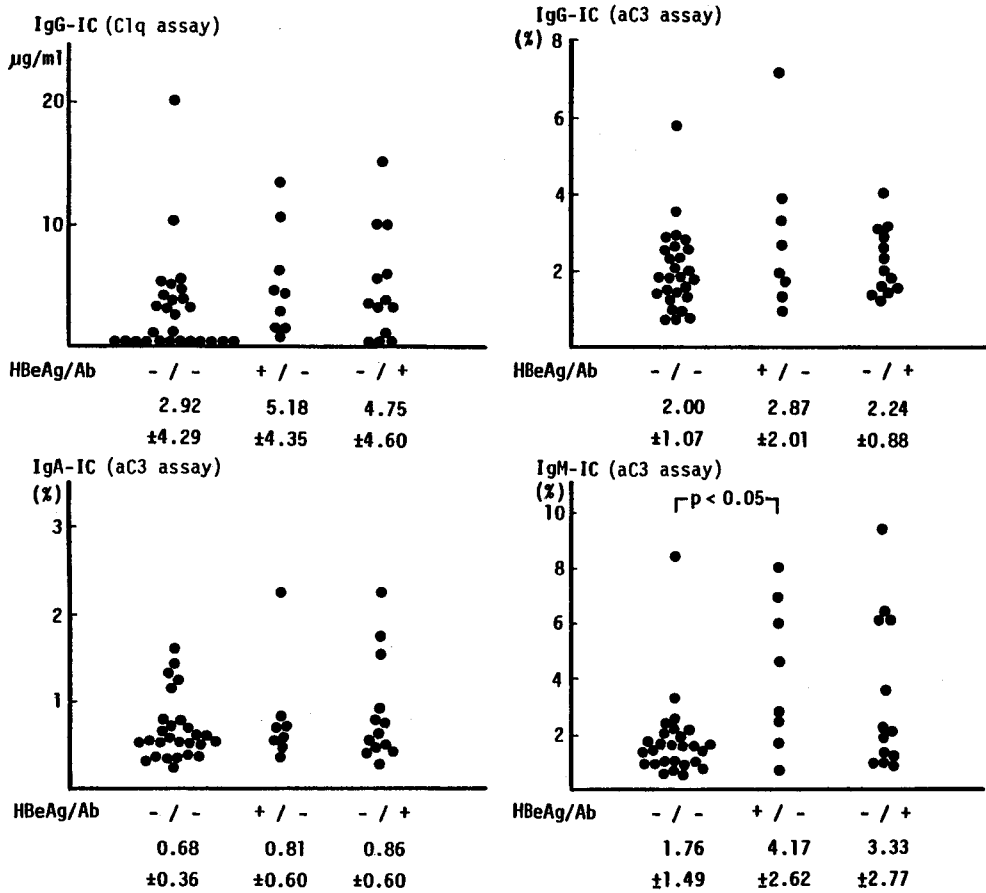 IgG-IC (C1q assay)
µg/ml
20
10
HBeAg/Ab - / - + / - - / +
2.92 5.18 4.75
±4.29 ±4.35 ±4.60
IgG-IC (aC3 assay)
(%)
8
6
4
2
HBeAg/Ab - / - + / - - / +
2.00 2.87 2.24
±1.07 ±2.01 ±0.88
IgA-IC (aC3 assay)
(%)
3
2
1
HBeAg/Ab - / - + / - - / +
0.68 0.81 0.86
±0.36 ±0.60 ±0.60
IgM-IC (aC3 assay)
(%)
p < 0.05
10
8
6
4
2
HBeAg/Ab - / - + / - - / +
1.76 4.17 3.33
±1.49 ±2.62 ±2.77